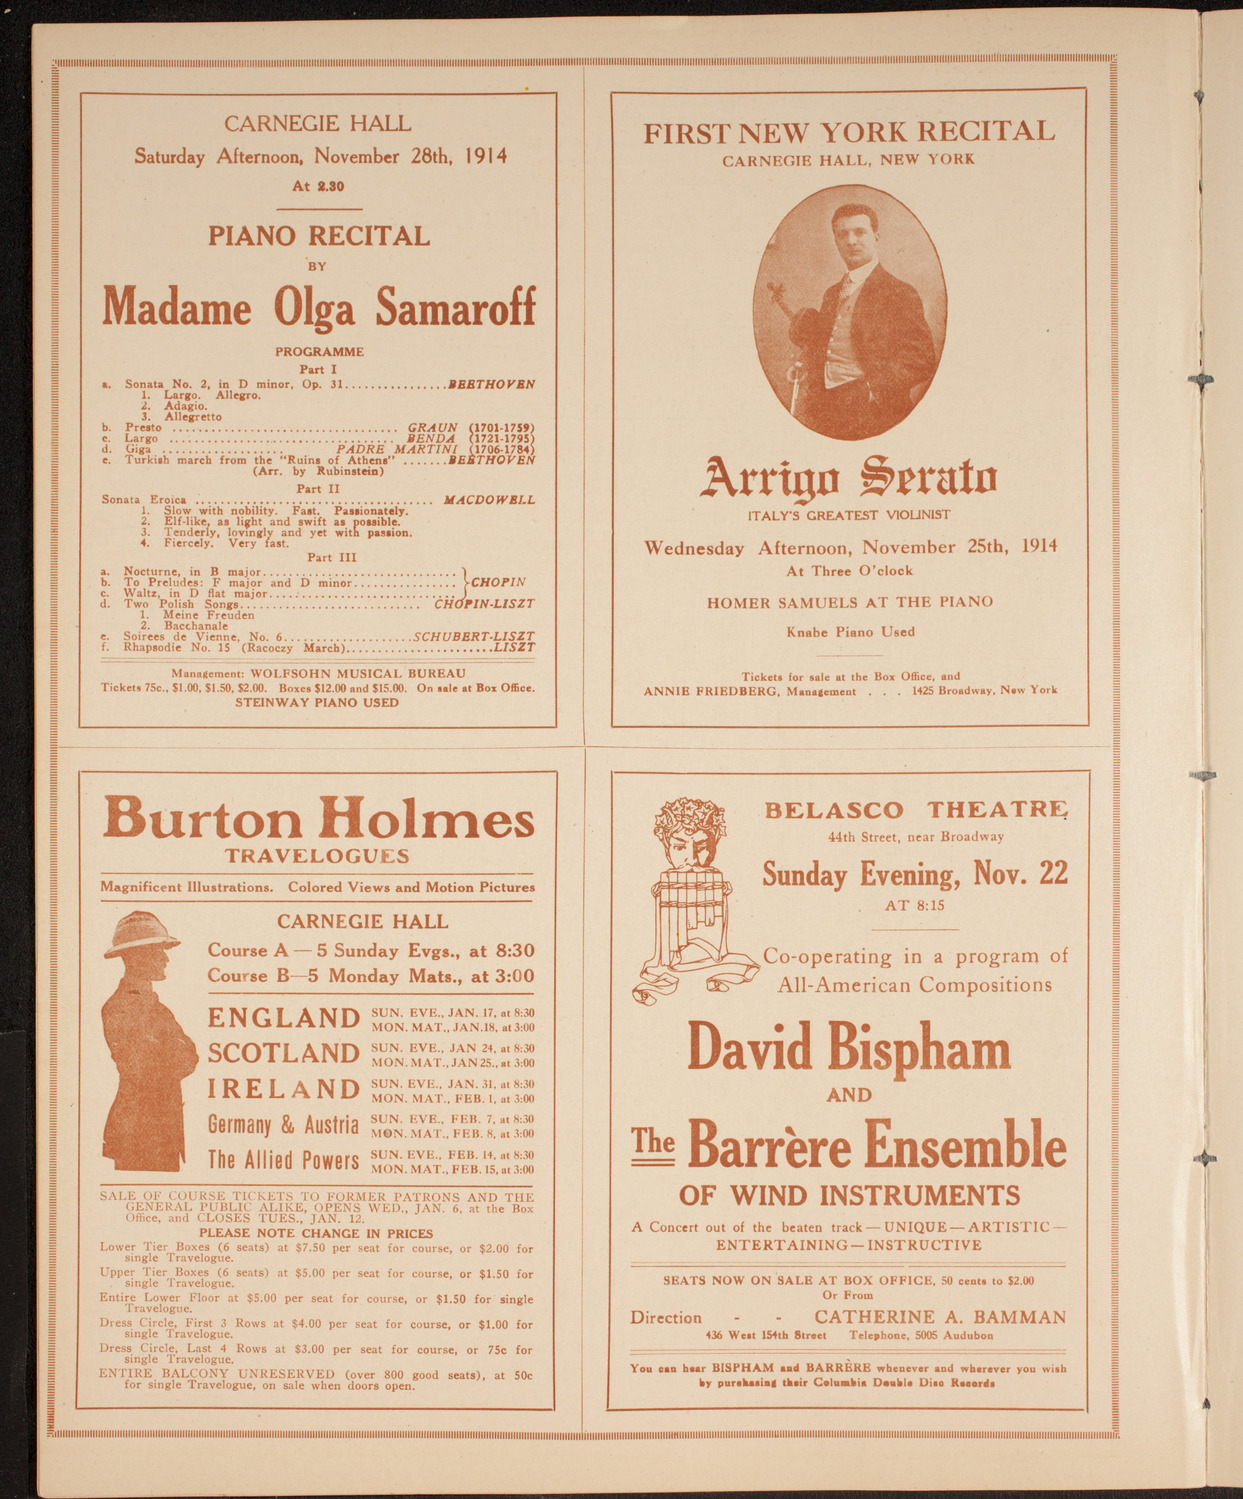 CARNEGIE HALL
Saturday Afternoon, November 28th, 1914
At 2.30
PIANO RECITAL
BY
Madame Olga Samaroff
PROGRAMME
Part I
a. Sonata No. 2, in D minor, Op. 31................BEETHOVEN
1. Largo. Allegro.
2. Adagio.
3. Allegretto
b. Presto .................................. GRAUN (1701-1759)
c. Largo .................................. BENDA (1721-1795)
d. Giga ................... PADRE MARTINI (1706-1784)
e. Turkish march from the "Ruins of Athens" .......BEETHOVEN
(Arr. by Rubinstein)
Part II
Sonata Eroica .................................... MACDOWELL
1. Slow with nobility. Fast. Passionately.
2. Elf-like, as light and swift as possible.
3. Tenderly, lovingly and yet with passion.
4. Fiercely. Very fast.
Part III
a. Nocturne, in B major..............................
b. To Preludes: F major and D minor................ CHOPIN
c. Waltz, in D flat major..............................
d. Two Polish Songs............................ CHOPIN-LISZT
1. Meine Freuden
2. Bacchanale
e. Soirees de Vienne, No. 6....................SCHUBERT-LISZT
f. Rhapsodie No. 15 (Racoczy March).......................LISZT
Management: WOLFSOHN MUSICAL BUREAU
Tickets 75c., $1.00, $1.50, $2.00. Boxes $12.00 and $15.00. On sale at Box Office.
STEINWAY PIANO USED
FIRST NEW YORK RECITAL
CARNEGIE HALL, NEW YORK
Arrigo Serato
ITALY'S GREATEST VIOLINIST
Wednesday Afternoon, November 25th, 1914
At Three O'clock
HOMER SAMUELS AT THE PIANO
Knabe Piano Used
Tickets for sale at the Box Office, and
ANNIE FRIEDBERG, Management . . . 1425 Broadway, New York
Burton Holmes
TRAVELOGUES
Magnificent Illustrations. Colored Views and Motion Pictures
CARNEGIE HALL
Course A — 5 Sunday Evgs., at 8:30
Course B—5 Monday Mats., at 3:00
ENGLAND SUN. EVE., JAN. 17, at 8:30
MON. MAT., JAN.18, at 3:00
SCOTLAND SUN. EVE., JAN 24, at 8:30
MON. MAT., JAN 25., at 3:00
IRELAND SUN. EVE., JAN. 31, at 8:30
MON. MAT., FEB. 1, at 3:00
Germany & Austria SUN. EVE., FEB. 7, at 8:30
MON. MAT., FEB. 8, at 3:00
The Allied Powers SUN. EVE., FEB. 14, at 8:30
MON. MAT., FEB. 15, at 3:00
SALE OF COURSE TICKETS TO FORMER PATRONS AND THE
GENERAL PUBLIC ALIKE, OPENS WED., JAN. 6, at the Box
Office, and CLOSES TUES., JAN. 12.
PLEASE NOTE CHANGE IN PRICES
Lower Tier Boxes (6 seats) at $7.50 per seat for course, or $2.00 for
single Travelogue.
Upper Tier Boxes (6 seats) at $5.00 per seat for course, or $1.50 for
single Travelogue.
Entire Lower Floor at $5.00 per seat for course, or $1.50 for single
Travelogue.
Dress Circle, First 3 Rows at $4.00 per seat for course, or $1.00 for
single Travelogue.
Dress Circle, Last 4 Rows at $3.00 per seat for course, or 75c for
single Travelogue.
ENTIRE BALCONY UNRESERVED (over 800 good seats), at 50c
for single Travelogue, on sale when doors open.
BELASCO THEATRE
44th Street, near Broadway
Sunday Evening, Nov. 22
AT 8:15
Co-operating in a program of
All-American Compositions
David Bispham
AND
The Barrère Ensemble
OF WIND INSTRUMENTS
A Concert out of the beaten track — UNIQUE — ARTISTIC —
ENTERTAINING — INSTRUCTIVE
SEATS NOW ON SALE AT BOX OFFICE, 50 cents to $2.00
Or From
Direction - - CATHERINE A. BAMMAN
436 West 154th Street Telephone, 5005 Audubon
You can hear BISPHAM and BARRÈRE whenever and wherever you wish
by purchasing their Columbia Double Disc Records